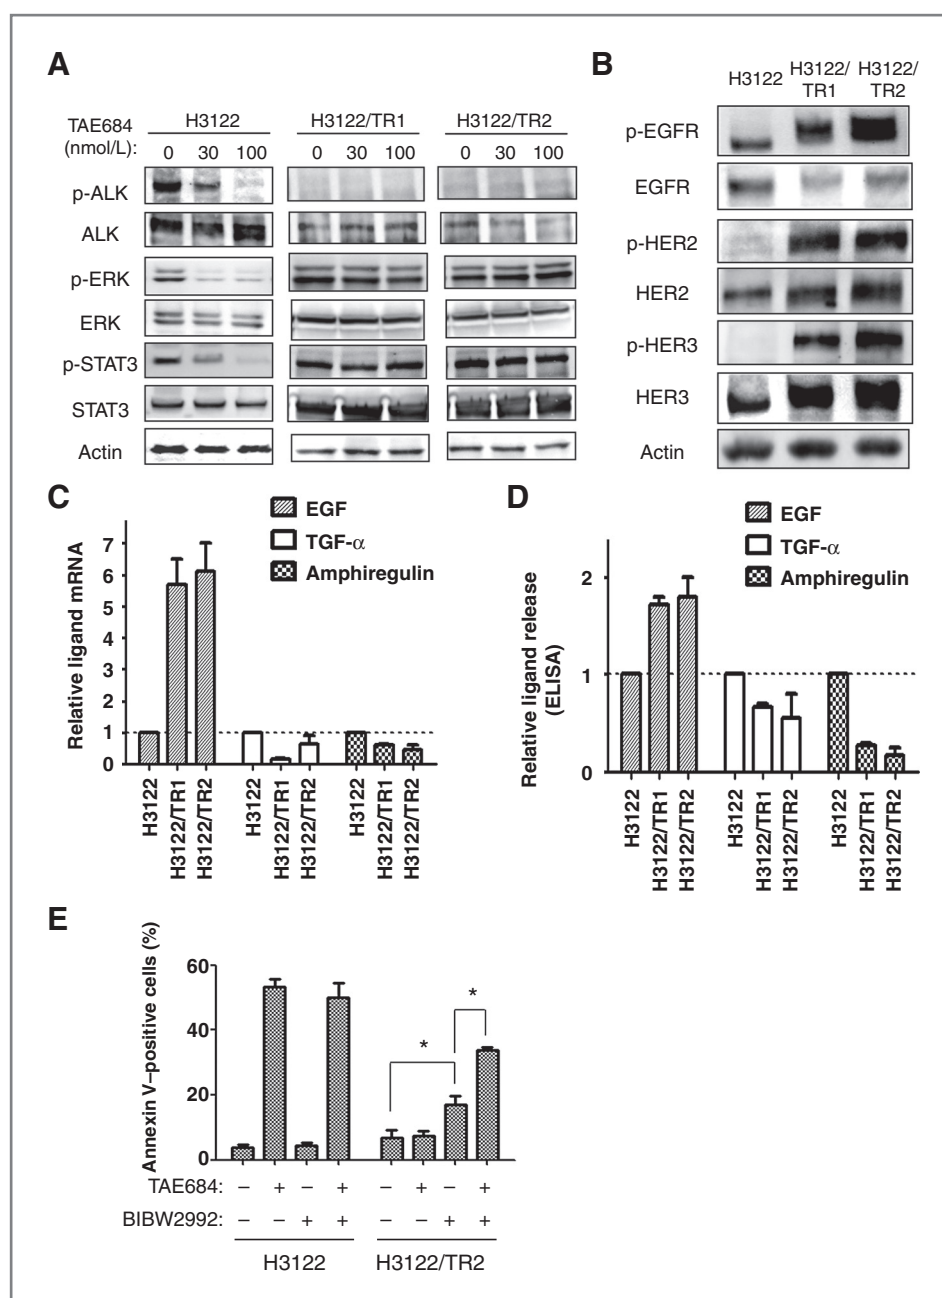 A
TAE684
(nmol/L):
H3122 H3122/TR1 H3122/TR2
0 30 100 0 30 100 0 30 100
p-ALK
ALK
p-ERK
ERK
p-STAT3
STAT3
Actin
B
H3122 H3122/TR1 H3122/TR2
p-EGFR
EGFR
p-HER2
HER2
p-HER3
HER3
Actin
C
EGF
TGF-α
Amphiregulin
Relative ligand mRNA
7
6
5
4
3
2
1
0
H3122 H3122/TR1 H3122/TR2 H3122 H3122/TR1 H3122/TR2 H3122 H3122/TR1 H3122/TR2
D
EGF
TGF-α
Amphiregulin
Relative ligand release
(ELISA)
2
1
0
H3122 H3122/TR1 H3122/TR2 H3122 H3122/TR1 H3122/TR2 H3122 H3122/TR1 H3122/TR2
E
Annexin V–positive cells (%)
60
40
20
0
* *
TAE684: – + – + – + – +
BIBW2992: – – + + – – + +
H3122 H3122/TR2